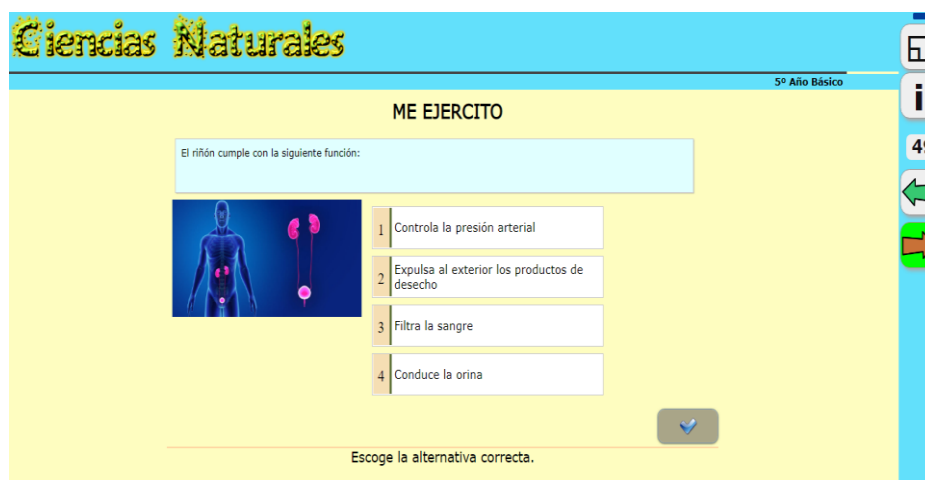 Ciencias Naturales
5º Año Básico
ME EJERCITO
El riñón cumple con la siguiente función:
1 Controla la presión arterial
2 Expulsa al exterior los productos de
desecho
3 Filtra la sangre
4 Conduce la orina
Escoge la alternativa correcta.